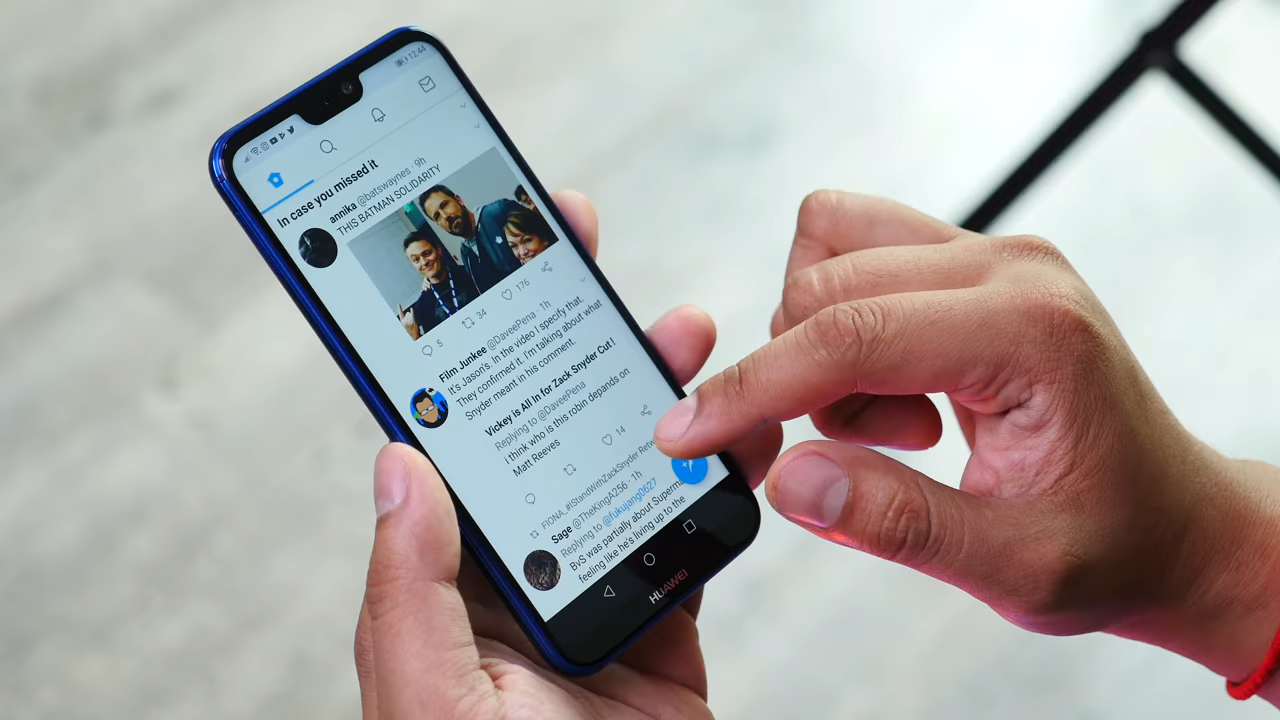 12:44
In case you missed it
annika @batswaynes · 9h
THIS BATMAN SOLIDARITY
5 34 176
Film Junkee @DaveePena · 1h
It's Jason's. In the video I specify that.
They confirmed it. I'm talking about what
Snyder meant in his comment.
Vickey is All In for Zack Snyder Cut!
Replying to @DaveePena
i think who is this robin depends on
Matt Reeves
14
FIONA_#IStandWithZackSnyder Retw
Sage @TheKingA256 · 1h
Replying to @fukujang0627
BvS was partially about Superma
feeling like he's living up to the
HUAWEI